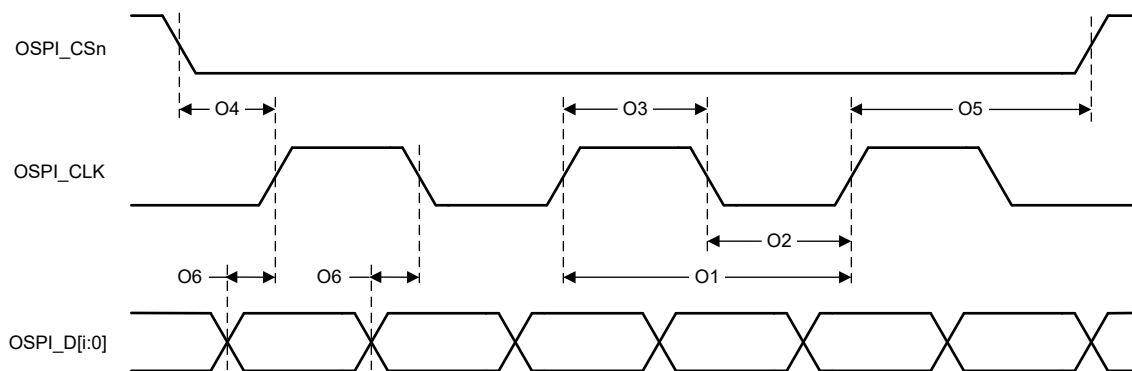 OSPI_CSn
O4
O3
O5
OSPI_CLK
O2
O6
O6
O1
OSPI_D[i:0]